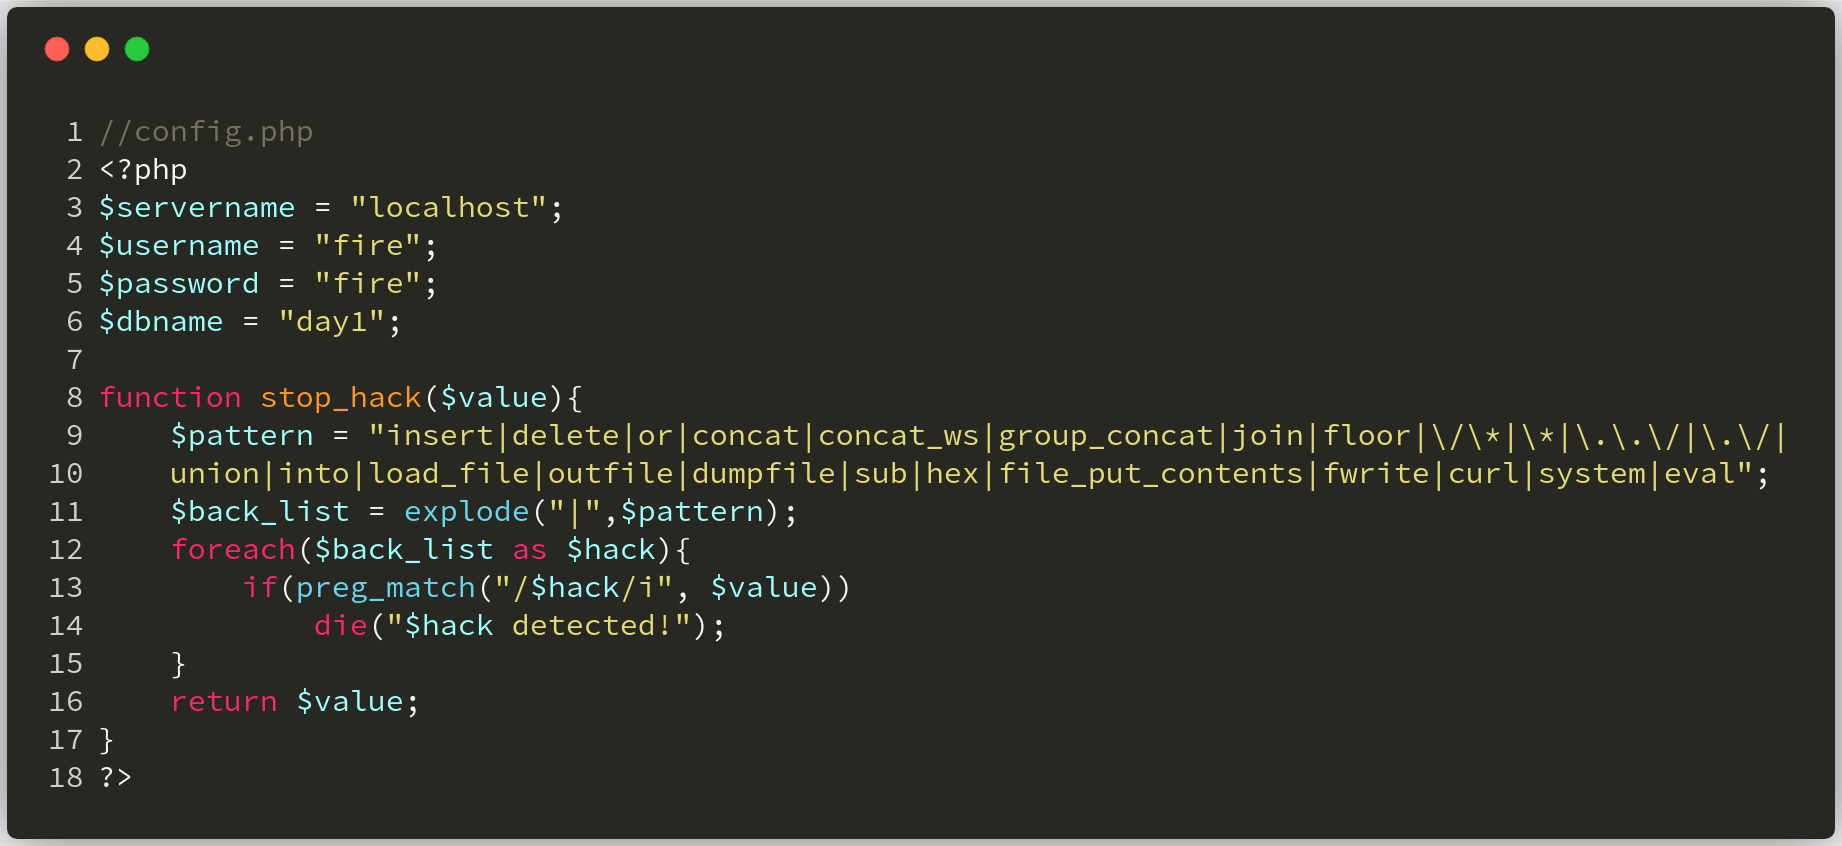 1 //config.php
2 <?php
3 $servername = "localhost";
4 $username = "fire";
5 $password = "fire";
6 $dbname = "day1";
7
8 function stop_hack($value){
9     $pattern = "insert|delete|or|concat|concat_ws|group_concat|join|floor|\/\*|\*|\.\.\/|\.\/|
10     union|into|load_file|outfile|dumpfile|sub|hex|file_put_contents|fwrite|curl|system|eval";
11     $back_list = explode("|",$pattern);
12     foreach($back_list as $hack){
13         if(preg_match("/$hack/i", $value))
14             die("$hack detected!");
15     }
16     return $value;
17 }
18 ?>